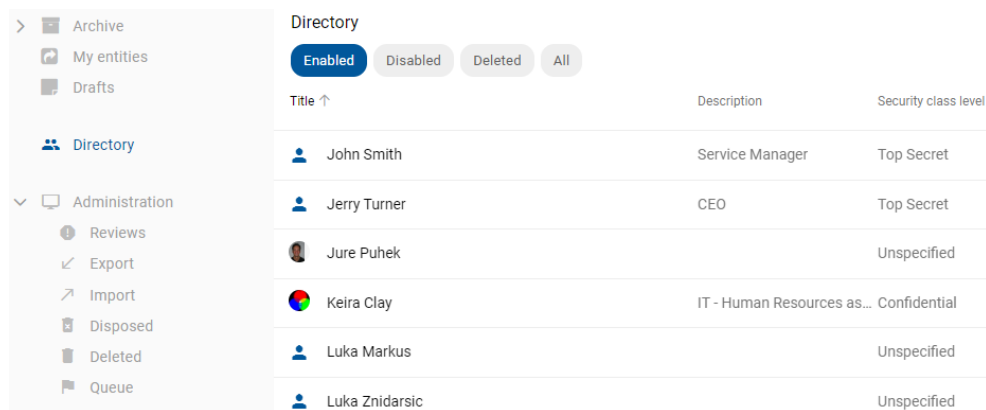 Archive
My entities
Drafts
Directory
Administration
Reviews
Export
Import
Disposed
Deleted
Queue
Directory
Enabled Disabled Deleted All
Title Description Security class level
John Smith Service Manager Top Secret
Jerry Turner CEO Top Secret
Jure Puhek Unspecified
Keira Clay IT - Human Resources as... Confidential
Luka Markus Unspecified
Luka Znidarsic Unspecified